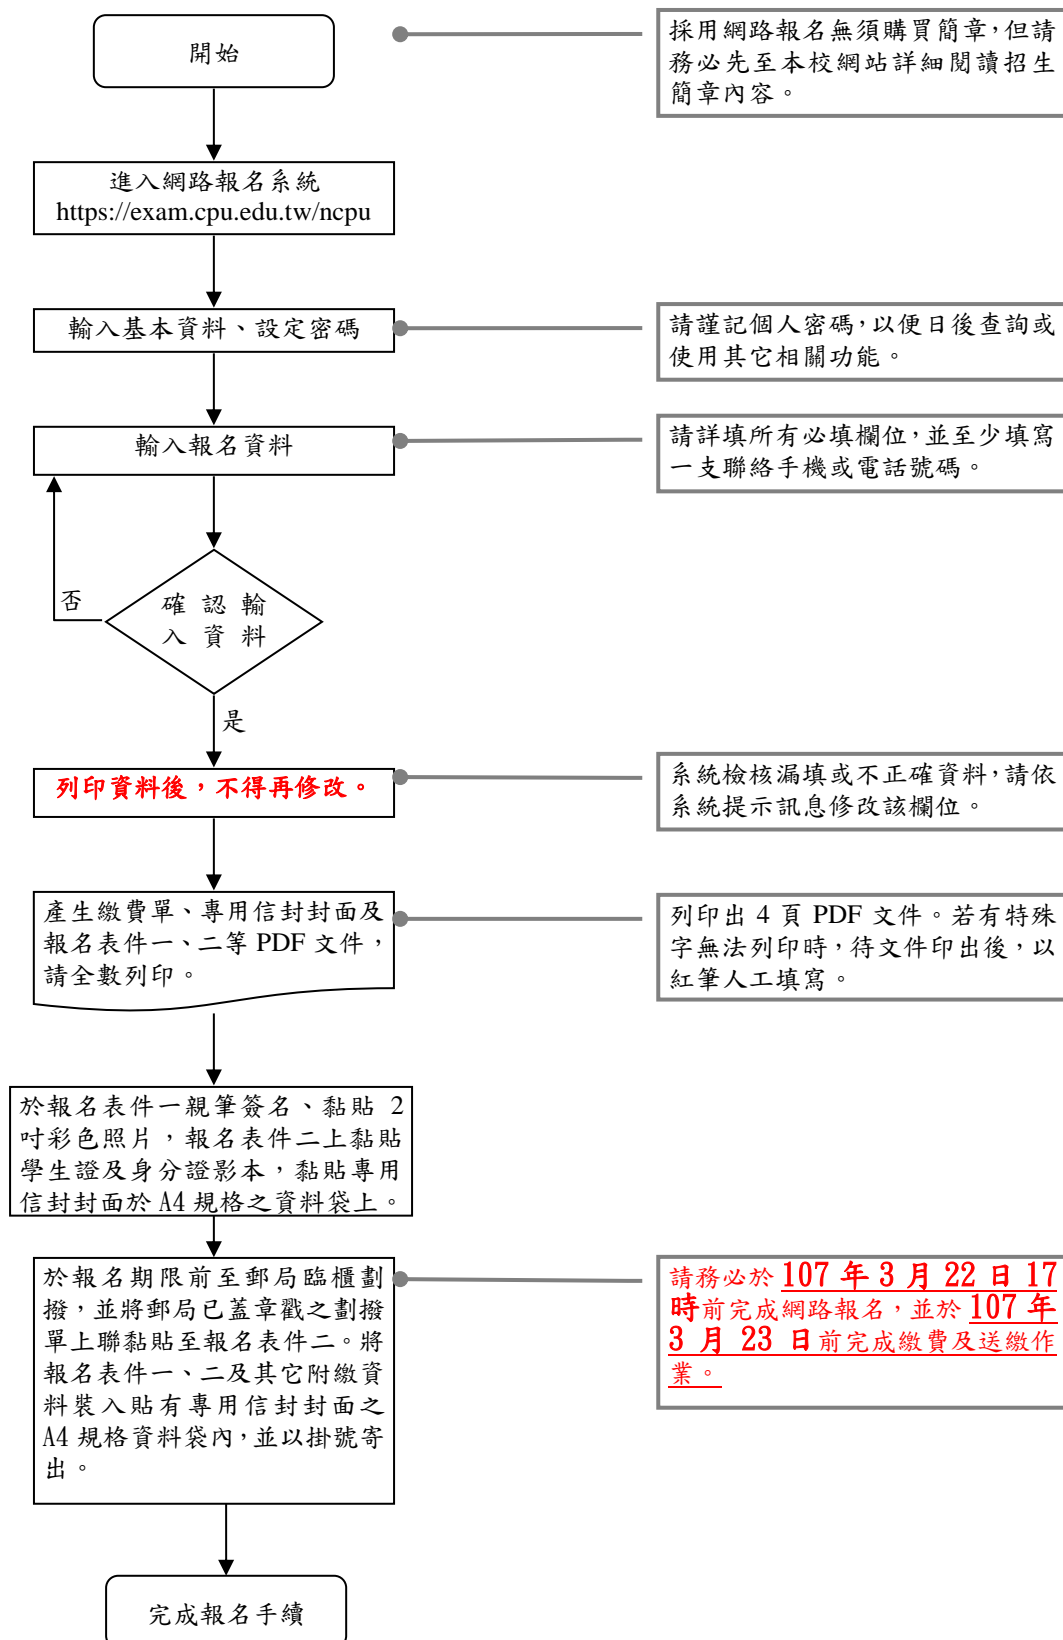 開始
採用網路報名無須購買簡章，但請
務必先至本校網站詳細閱讀招生
簡章內容。
進入網路報名系統
https://exam.cpu.edu.tw/ncpu
輸入基本資料、設定密碼
請謹記個人密碼，以便日後查詢或
使用其它相關功能。
輸入報名資料
請詳填所有必填欄位，並至少填寫
一支聯絡手機或電話號碼。
否
確認輸
入資料
是
列印資料後，不得再修改。
系統檢核漏填或不正確資料，請依
系統提示訊息修改該欄位。
產生繳費單、專用信封封面及
報名表件一、二等 PDF 文件，
請全數列印。
列印出 4 頁 PDF 文件。若有特殊
字無法列印時，待文件印出後，以
紅筆人工填寫。
於報名表件一親筆簽名、黏貼 2
吋彩色照片，報名表件二上黏貼
學生證及身分證影本，黏貼專用
信封封面於 A4 規格之資料袋上。
於報名期限前至郵局臨櫃劃
撥，並將郵局已蓋章戳之劃撥
單上聯黏貼至報名表件二。將
報名表件一、二及其它附繳資
料裝入貼有專用信封封面之
A4 規格資料袋內，並以掛號寄
出。
請務必於 107 年 3 月 22 日 17
時前完成網路報名，並於 107 年
3 月 23 日前完成繳費及送繳作
業。
完成報名手續